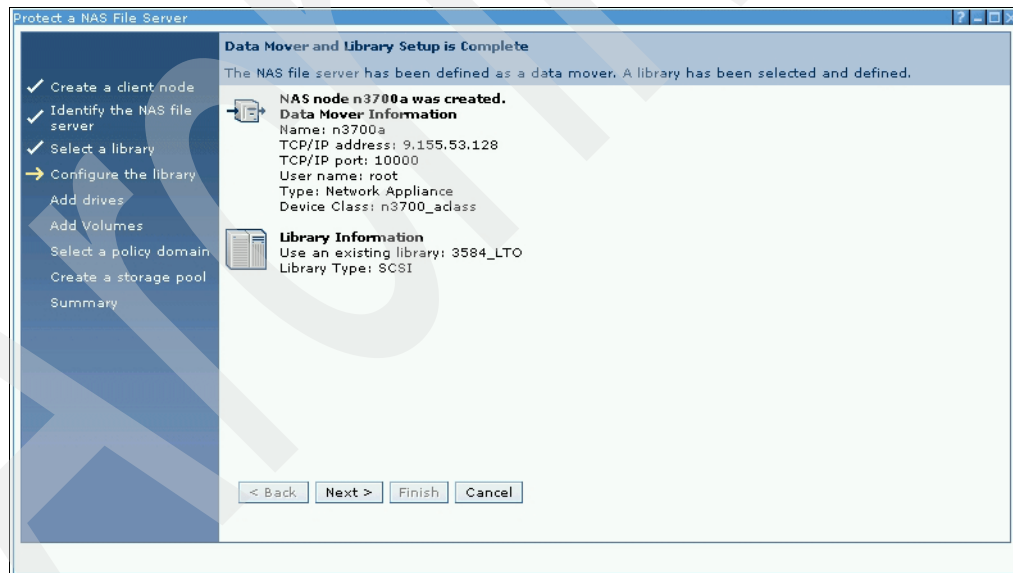 Protect a NAS File Server
? - □ X
Data Mover and Library Setup is Complete
The NAS file server has been defined as a data mover. A library has been selected and defined.
✓ Create a client node
✓ Identify the NAS file
server
✓ Select a library
→ Configure the library
Add drives
Add Volumes
Select a policy domain
Create a storage pool
Summary
NAS node n3700a was created.
Data Mover Information
Name: n3700a
TCP/IP address: 9.155.53.128
TCP/IP port: 10000
User name: root
Type: Network Appliance
Device Class: n3700_aclass
Library Information
Use an existing library: 3584_LTO
Library Type: SCSI
< Back Next > Finish Cancel